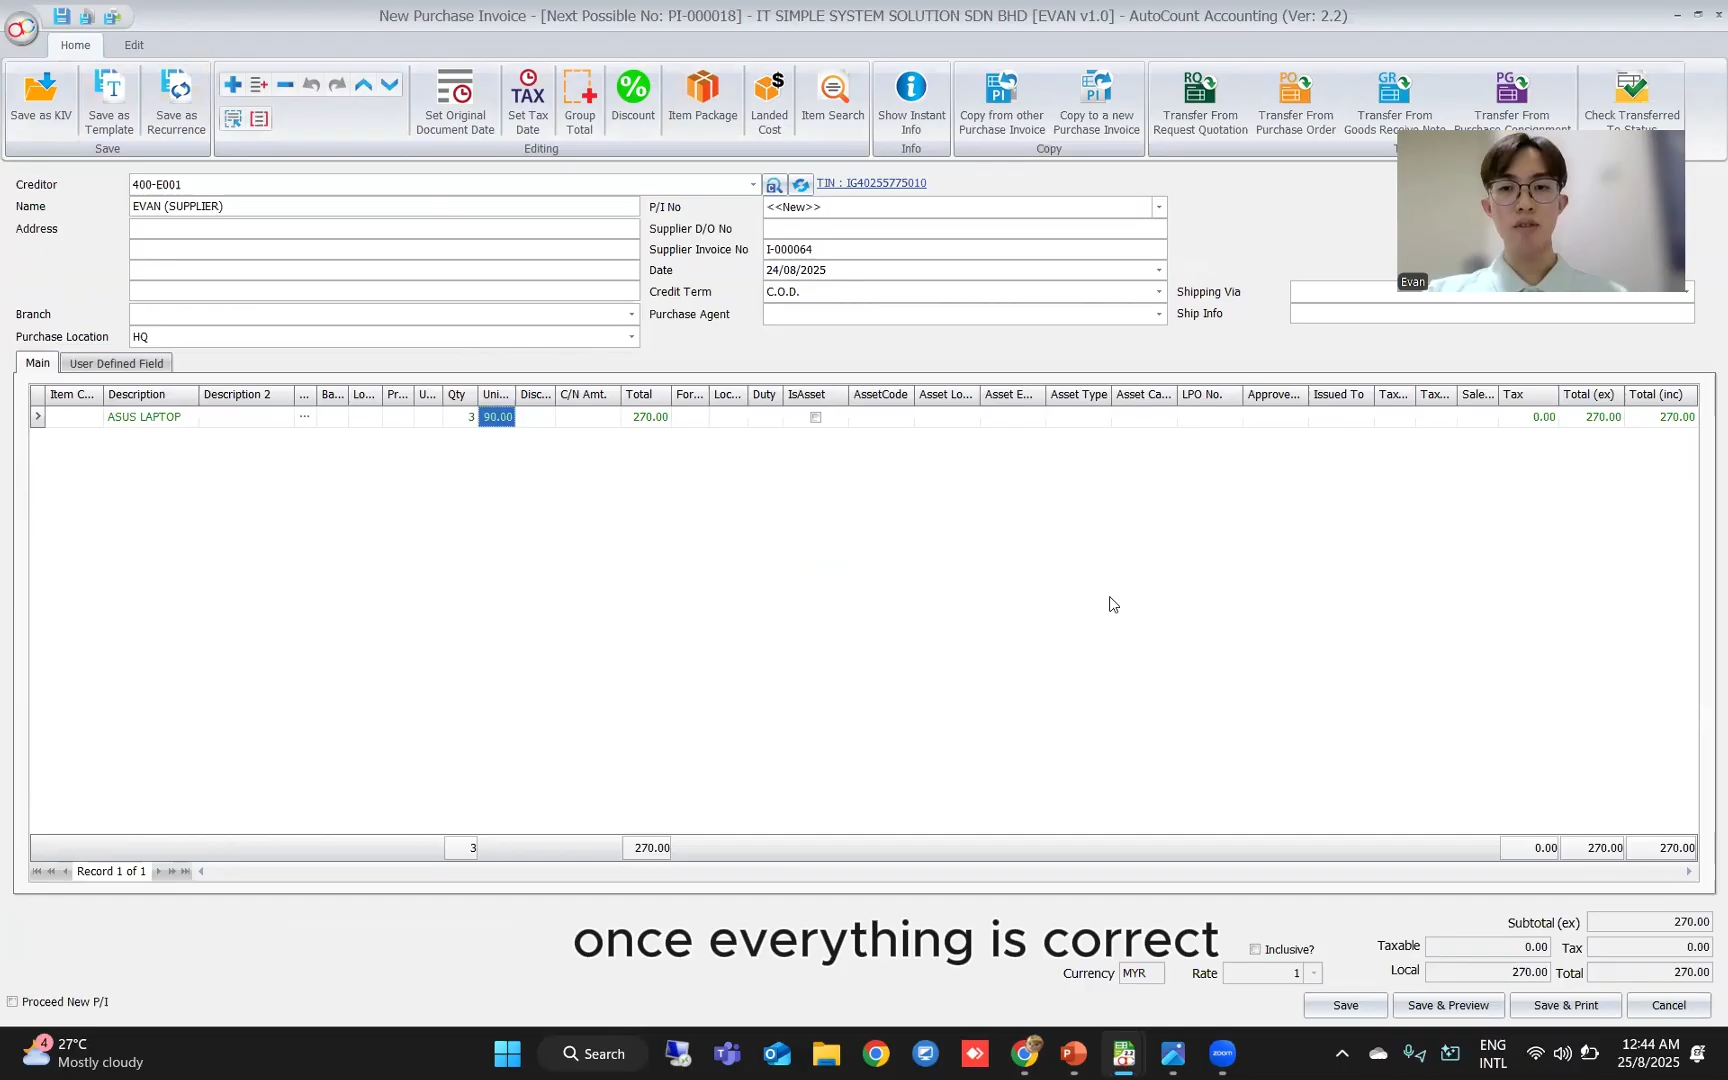 New Purchase Invoice - [Next Possible No: PI-000018] - IT SIMPLE SYSTEM SOLUTION SDN BHD [EVAN v1.0] - AutoCount Accounting (Ver: 2.2)
Home Edit
Save as KIV
Save as Template
Save as Recurrence
Set Original Document Date
Set Tax Date
Group Total
Discount
Item Package
Landed Cost
Item Search
Show Instant Info
Copy from other Purchase Invoice
Copy to a new Purchase Invoice
Transfer From Request Quotation
Transfer From Purchase Order
Transfer From Goods Receive Note
Transfer From Purchase Consignment
Check Transferred To Status
Save Editing Info Copy
Creditor 400-E001 TIN : IG40255775010
Name EVAN (SUPPLIER) P/I No <<New>>
Address Supplier D/O No
Supplier Invoice No I-000064
Date 24/08/2025
Evan
Credit Term C.O.D. Shipping Via
Branch Purchase Agent Ship Info
Purchase Location HQ
Main User Defined Field
Item C... Description Description 2 ... Ba... Lo... Pr... U... Qty Uni... Disc... C/N Amt. Total For... Loc... Duty IsAsset AssetCode Asset Lo... Asset E... Asset Type Asset Ca... LPO No. Approve... Issued To Tax... Tax... Sale... Tax Total (ex) Total (inc)
ASUS LAPTOP ... 3 90.00 270.00 0.00 270.00 270.00
3 270.00 0.00 270.00 270.00
Record 1 of 1
once everything is correct
Subtotal (ex) 270.00
Inclusive? Taxable 0.00 Tax 0.00
Currency MYR Rate 1 Local 270.00 Total 270.00
Proceed New P/I Save Save & Preview Save & Print Cancel
4 27°C
Mostly cloudy
Search
zoom
ENG
INTL
12:44 AM
25/8/2025